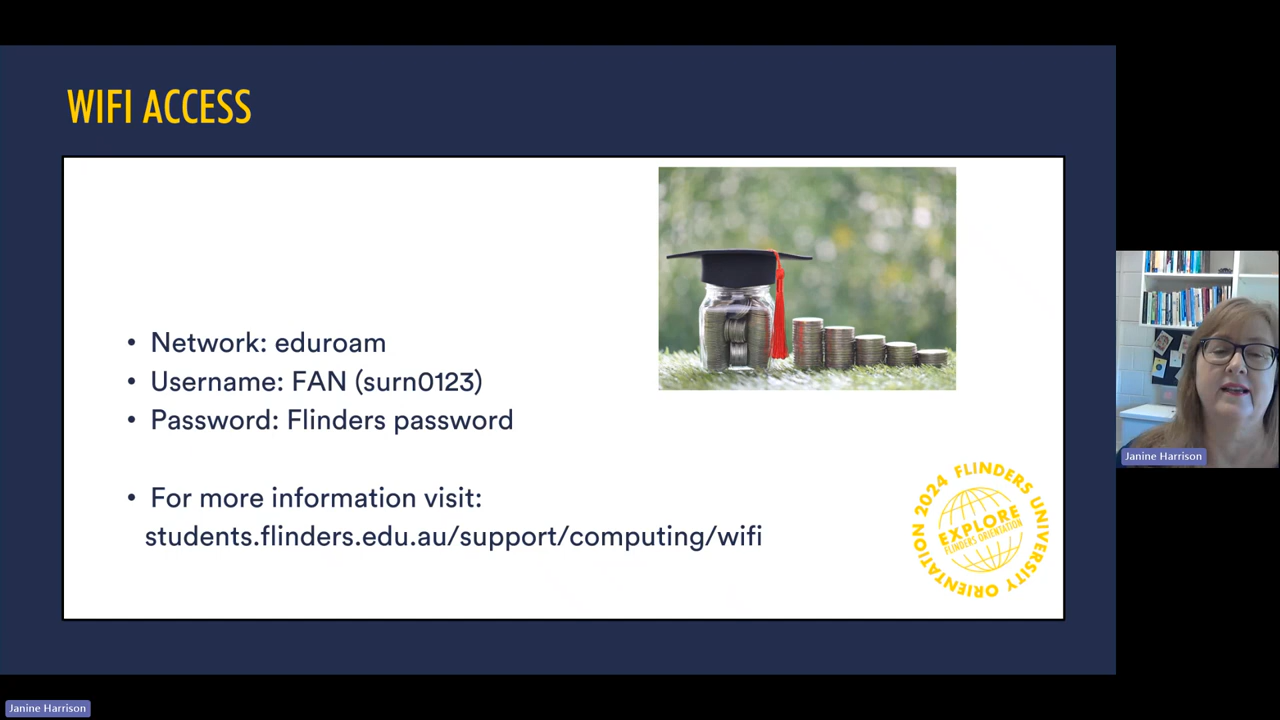 WIFI ACCESS
• Network: eduroam
• Username: FAN (surn0123)
• Password: Flinders password
• For more information visit:
students.flinders.edu.au/support/computing/wifi
FLINDERS UNIVERSITY ORIENTATION 2024
EXPLORE
FLINDERS ORIENTATION
Janine Harrison
Janine Harrison